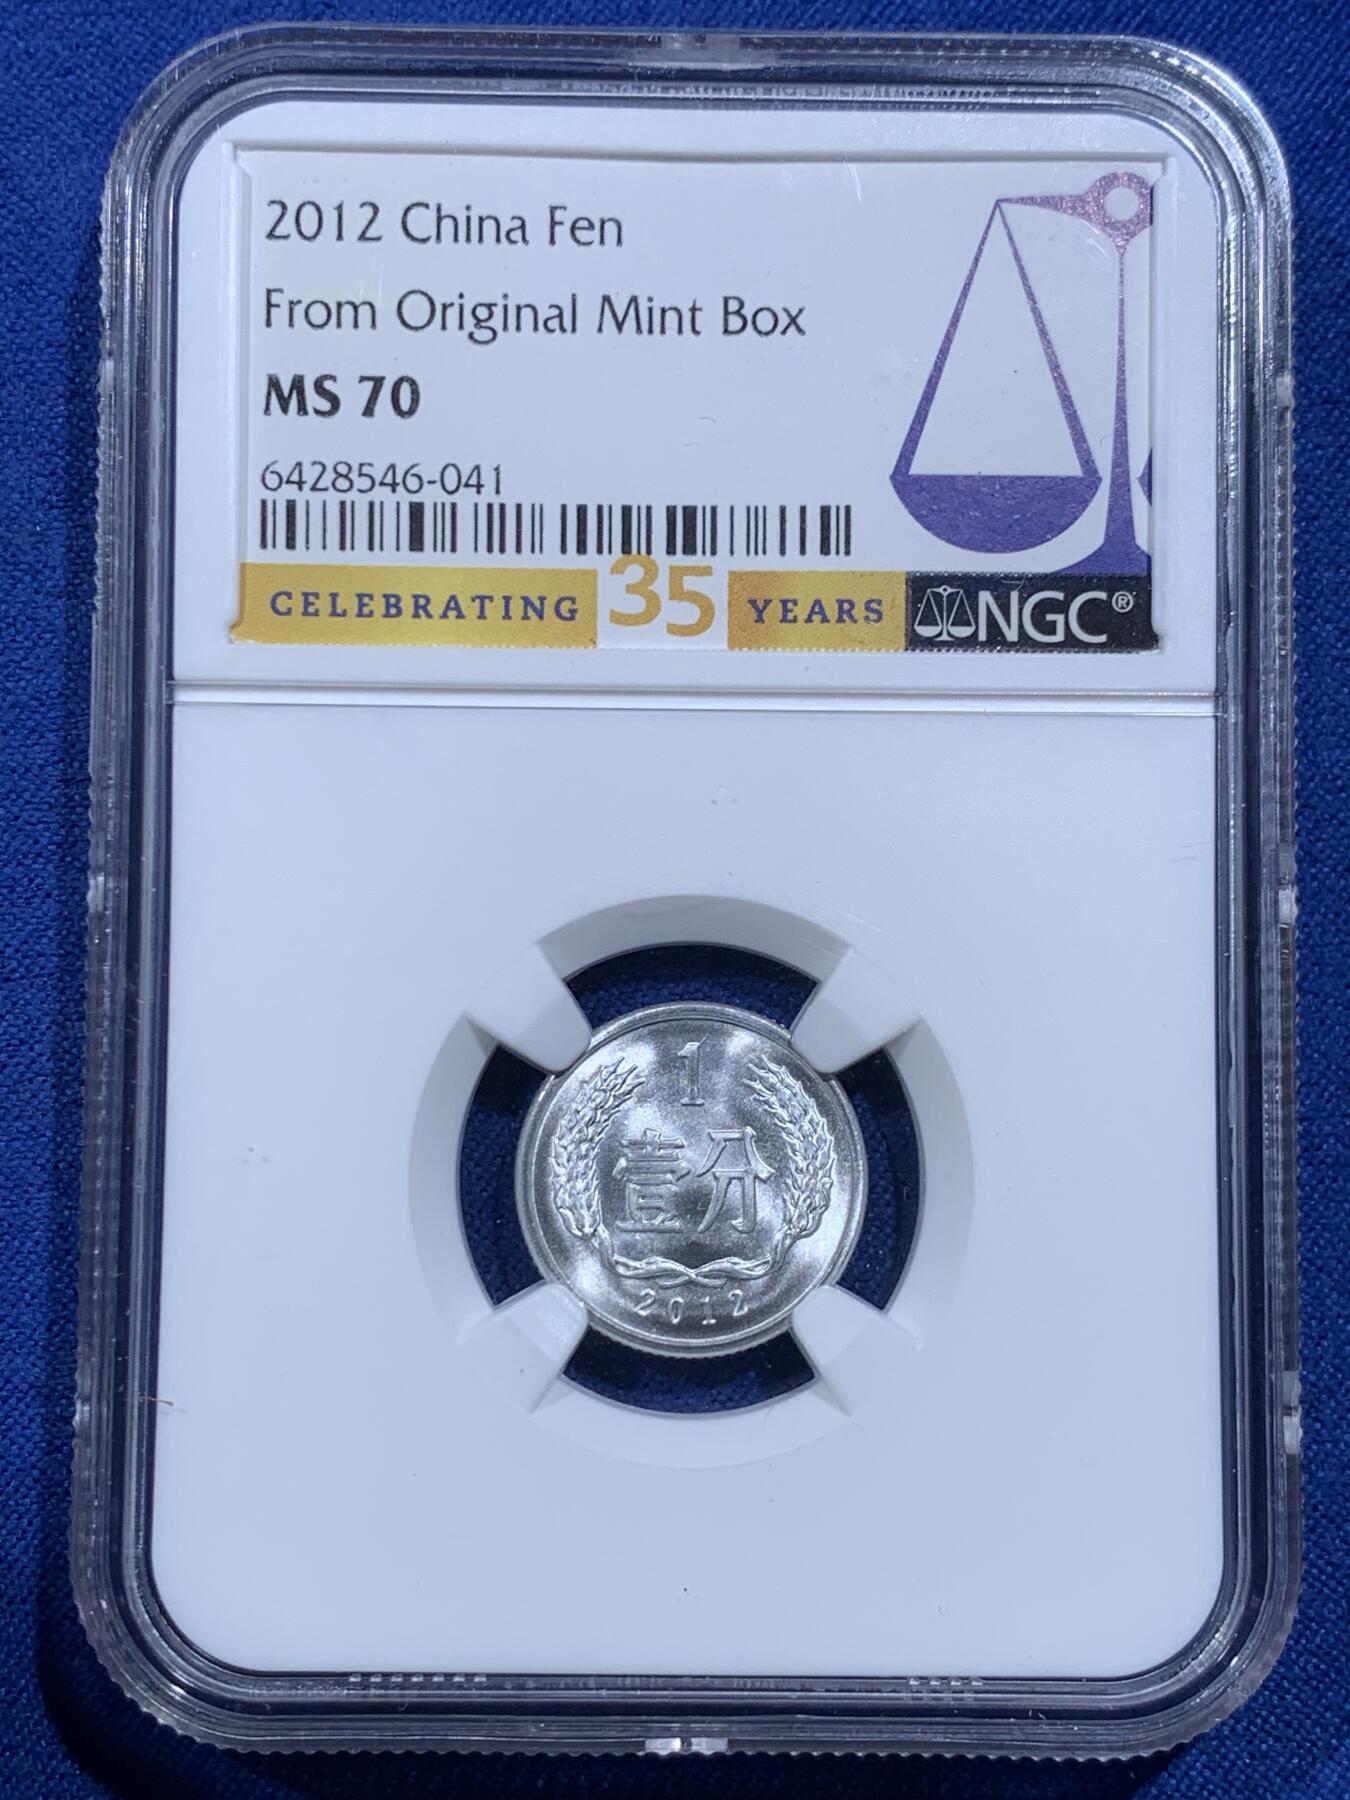 2012 China Fen
From Original Mint Box
MS 70
6428546-041
CELEBRATING 35 YEARS NGC®
1
壹分
2012